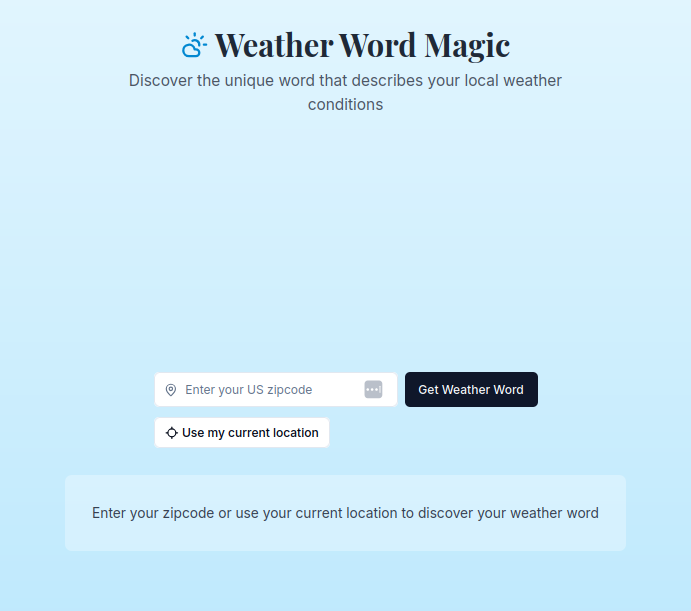 Weather Word Magic
Discover the unique word that describes your local weather
conditions
Enter your US zipcode
Get Weather Word
Use my current location
Enter your zipcode or use your current location to discover your weather word